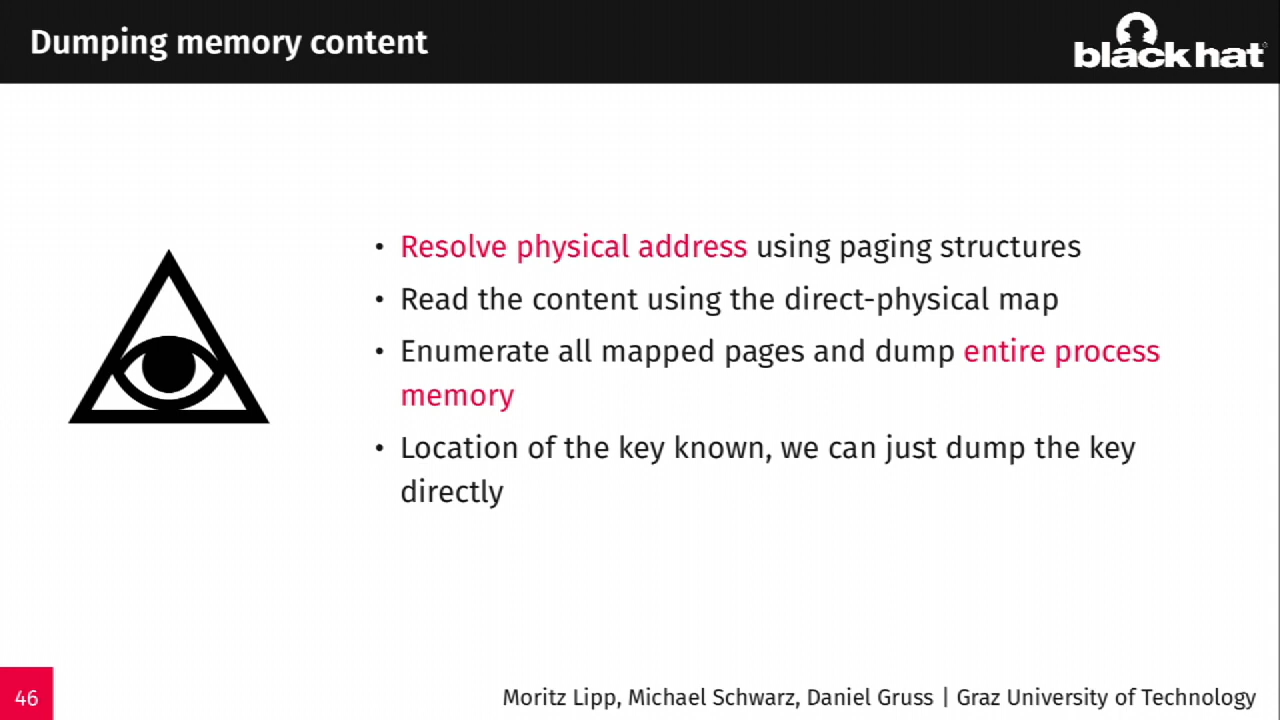 Dumping memory content
black hat
• Resolve physical address using paging structures
• Read the content using the direct-physical map
• Enumerate all mapped pages and dump entire process
memory
• Location of the key known, we can just dump the key
directly
46
Moritz Lipp, Michael Schwarz, Daniel Gruss | Graz University of Technology